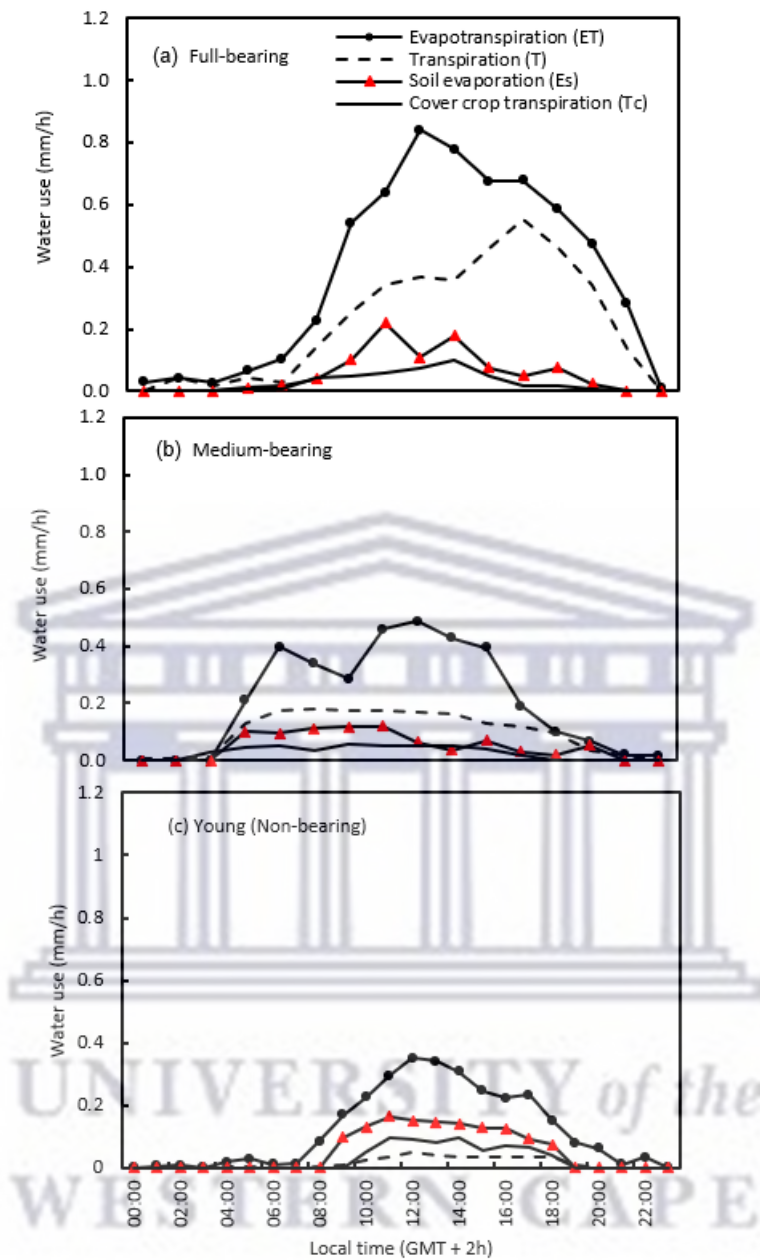 1.2
(a) Full-bearing
Evapotranspiration (ET)
Transpiration (T)
Soil evaporation (Es)
Cover crop transpiration (Tc)
1.0
0.8
0.6
0.4
0.2
0.0
Water use (mm/h)
1.2
(b) Medium-bearing
1.0
0.8
0.6
0.4
0.2
0.0
Water use (mm/h)
1.2
(c) Young (Non-bearing)
1
0.8
0.6
0.4
0.2
0
Water use (mm/h)
00:00 02:00 04:00 06:00 08:00 10:00 12:00 14:00 16:00 18:00 20:00 22:00
Local time (GMT + 2h)
UNIVERSITY of the
WESTERN CAPE